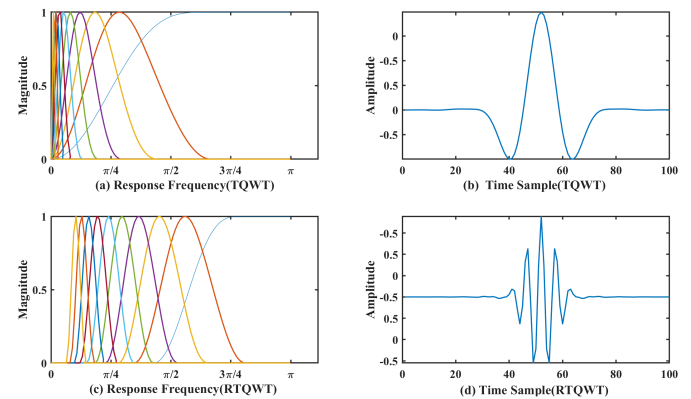 1
0.5
0
Magnitude
0 π/4 π/2 3π/4 π
(a) Response Frequency(TQWT)
0
-0.5
0
-0.5
Amplitude
0 20 40 60 80 100
(b) Time Sample(TQWT)
1
0.5
0
Magnitude
0 π/4 π/2 3π/4 π
(c) Response Frequency(RTQWT)
-0.5
0
-0.5
0
-0.5
Amplitude
0 20 40 60 80 100
(d) Time Sample(RTQWT)